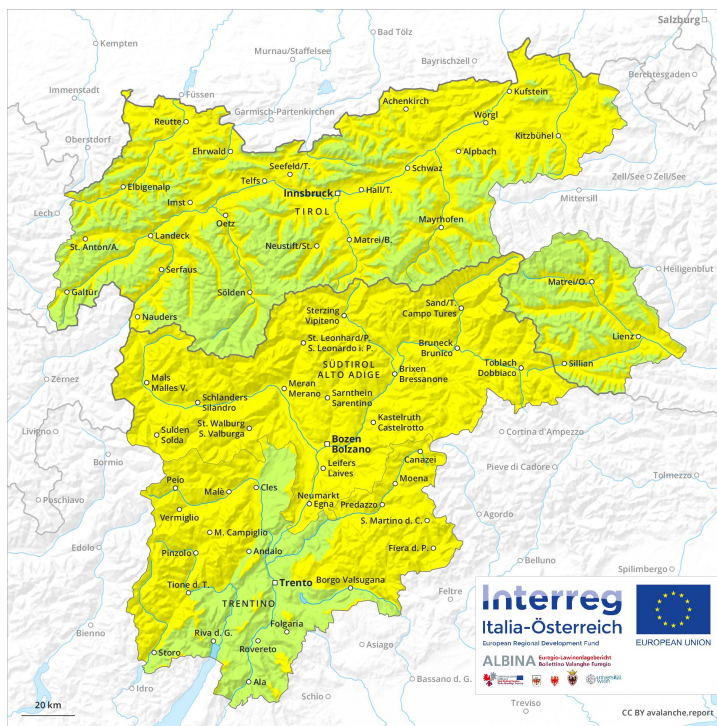 Salzburg
Kempten
Bad Tölz
Murnau/Staffelsee
Bayrischzell
Berchtesgaden
Immenstadt
Füssen
Garmisch-Partenkirchen
Achenkirch
Kufstein
Reutte
Wörgl
Oberstdorf
Ehrwald
Kitzbühel
Seefeld/T.
Alpbach
Schwaz
Zell/See
Zell/See
Telfs
Elbigenalp
Innsbruck
Hall/T.
Mittersill
Lech
Imst
TIROL
Oetz
Mayrhofen
Landeck
St. Anton/A.
Neustift/St.
Matrei/B.
Serfaus
Heiligenblut
Galtür
Sölden
Matrei/O.
Nauders
Sand/T.
Campo Tures
Sterzing
Vipiteno
Lienz
St. Leonhard/P.
S. Leonardo i. P.
Bruneck
Brunico
Sillian
Toblach
Dobbiaco
SÜDTIROL
ALTO ADIGE
Brixen
Bressanone
Zernez
Mals
Malles V.
Meran
Merano
Schlanders
Silandro
Sarnthein
Sarentino
Kastelruth
Castelrotto
St. Walburg
S. Valburga
Livigno
Sulden
Solda
Bozen
Bolzano
Cortina d'Ampezzo
Bormio
Leifers
Laives
Canazei
Pieve di Cadore
Tolmezzo
Poschiavo
Peio
Malè
Cles
Moena
Neumarkt
Egna
Predazzo
Vermiglio
Agordo
S. Martino d. C.
M. Campiglio
Edolo
Pinzolo
Andalo
Fiera d. P.
Belluno
Spilimbergo
Trento
Borgo Valsugana
Tione d. T.
Feltre
TRENTINO
Folgaria
Bienno
Riva d. G.
Rovereto
Asiago
Storo
Ala
Idro
Schio
Bassano d. G.
Treviso
Interreg
Italia-Österreich
European Regional Development Fund
EUROPEAN UNION
ALBINA
Euregio-Lawinenlagebericht
Bollettino Valanghe Euregio
20 km
CC BY avalanche.report